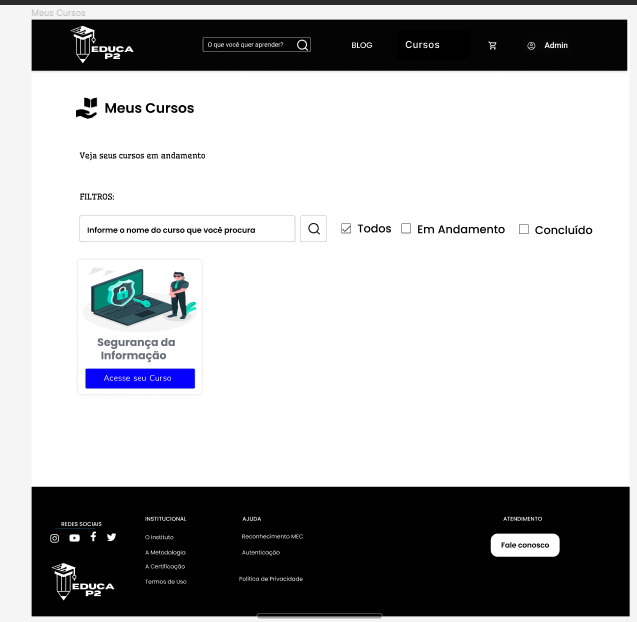 Meus Cursos
EDUCA
P2
O que você quer aprender?
BLOG
Cursos
Admin
Meus Cursos
Veja seus cursos em andamento
FILTROS:
Informe o nome do curso que você procura
Todos
Em Andamento
Concluído
Segurança da
Informação
Acesse seu Curso
REDES SOCIAIS
EDUCA
P2
INSTITUCIONAL
O Instituto
A Metodologia
A Certificação
Termos de Uso
AJUDA
Reconhecimento MEC
Autenticação
Política de Privacidade
ATENDIMENTO
Fale conosco